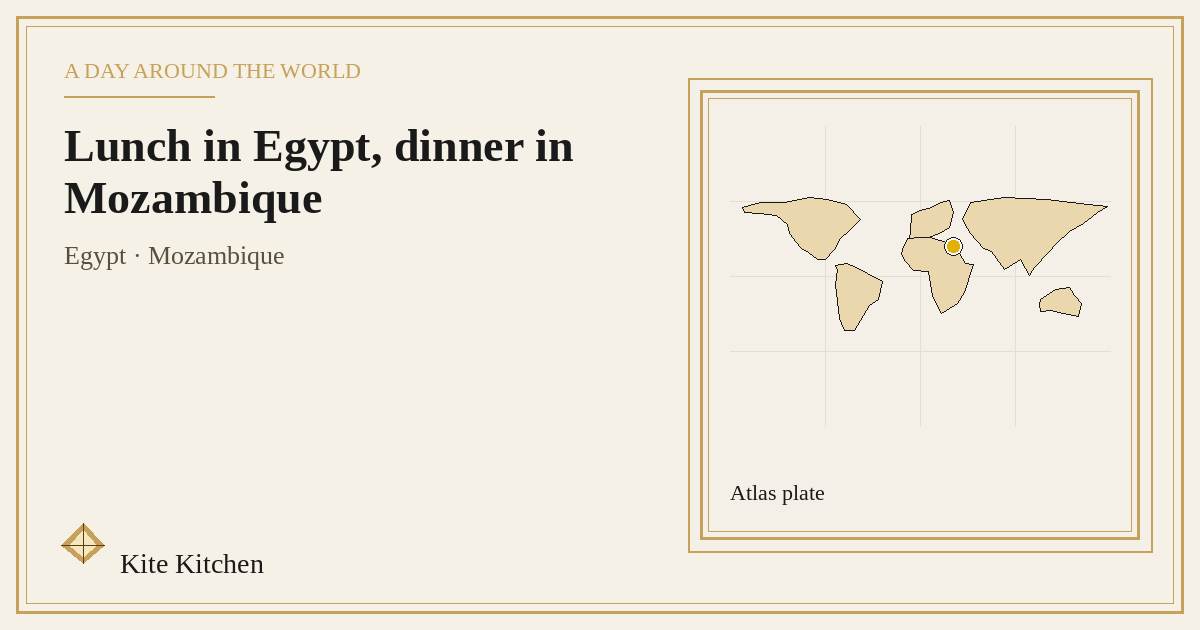 A DAY AROUND THE WORLD
Lunch in Egypt, dinner in
Mozambique
Egypt · Mozambique
Atlas plate
Kite Kitchen